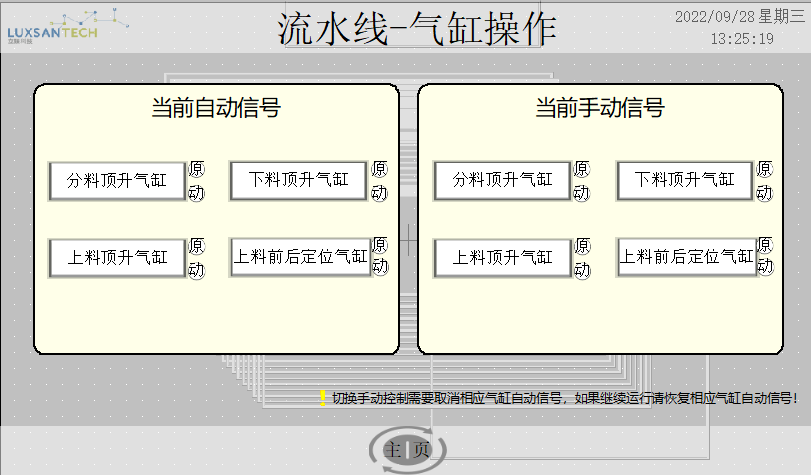 LUXSANTECH
立讯科技
流水线-气缸操作
2022/09/28 星期三
13:25:19
当前自动信号
分料顶升气缸 原 动
下料顶升气缸 原 动
上料顶升气缸 原 动
上料前后定位气缸 原 动
当前手动信号
分料顶升气缸 原 动
下料顶升气缸 原 动
上料顶升气缸 原 动
上料前后定位气缸 原 动
! 切换手动控制需要取消相应气缸自动信号，如果继续运行请恢复相应气缸自动信号!
主页